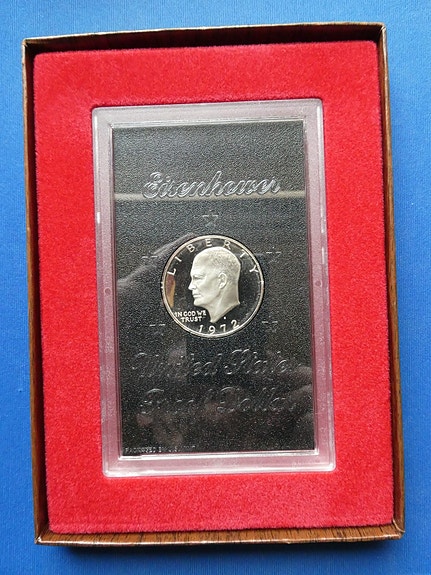 Eisenhower
LIBERTY
IN GOD WE
TRUST
1972
United States
Proof Dollar